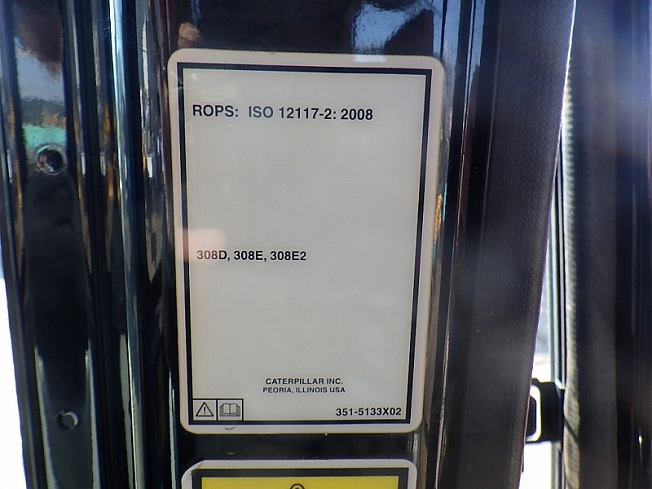 ROPS: ISO 12117-2: 2008
308D, 308E, 308E2
CATERPILLAR INC.
PEORIA, ILLINOIS USA
351-5133X02